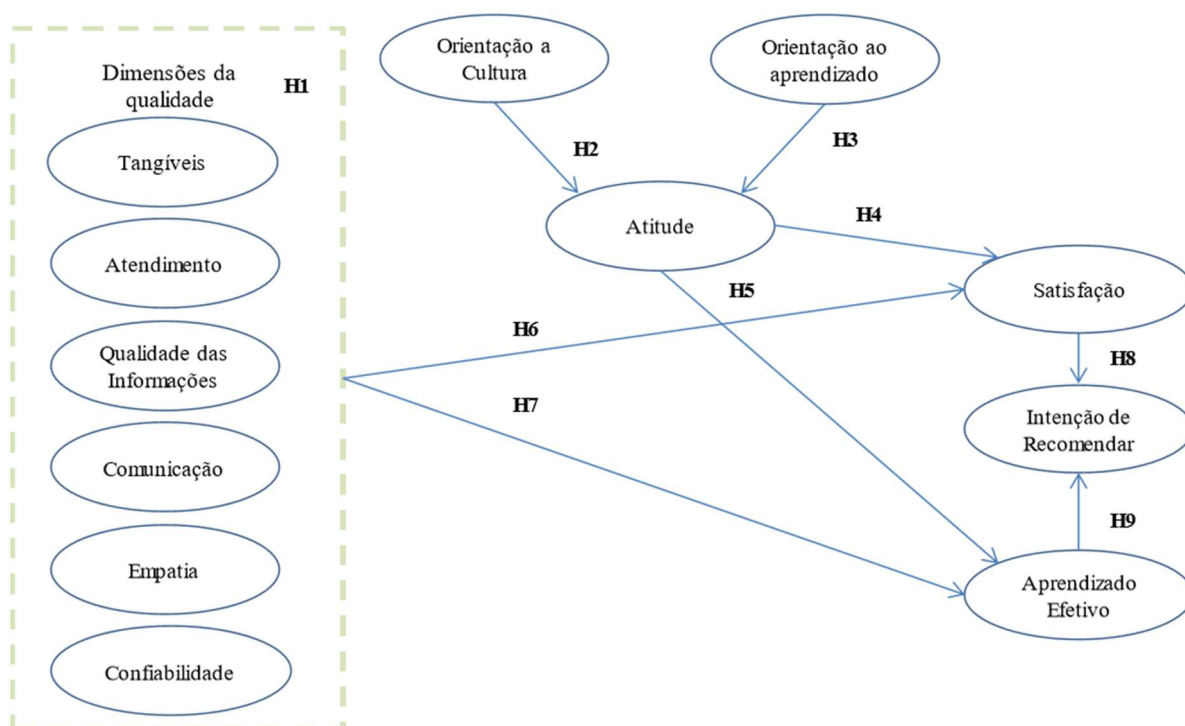 Dimensões da
qualidade
H1
Tangíveis
Atendimento
Qualidade das
Informações
Comunicação
Empatia
Confiabilidade
Orientação a
Cultura
Orientação ao
aprendizado
H2
H3
Atitude
H4
H5
H6
H7
Satisfação
H8
Intenção de
Recomendar
H9
Aprendizado
Efetivo